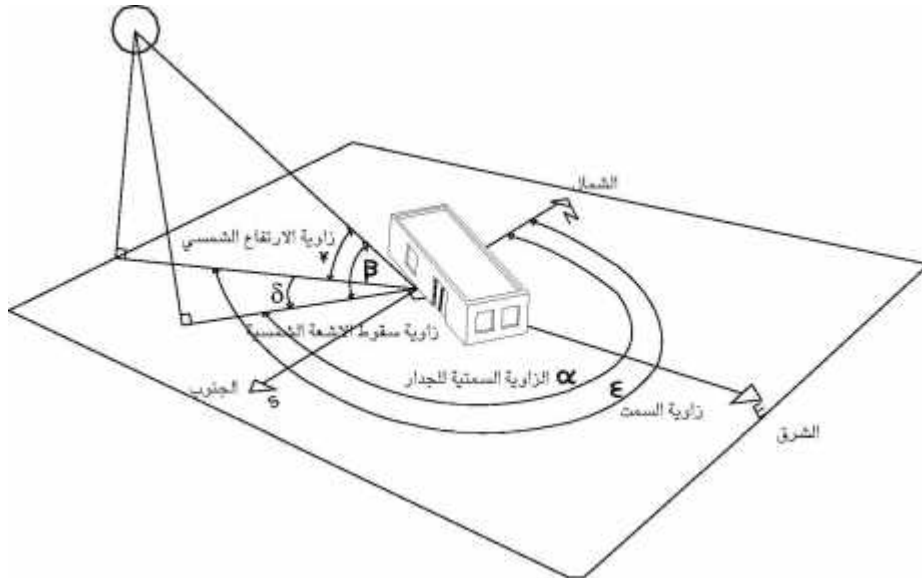 الشمال
N
زاوية الارتفاع الشمسي
γ
β
δ
زاوية سقوط الاشعة الشمسية
الزاوية السمتية للجدار α
الجنوب
S
ε
زاوية السمت
E
الشرق